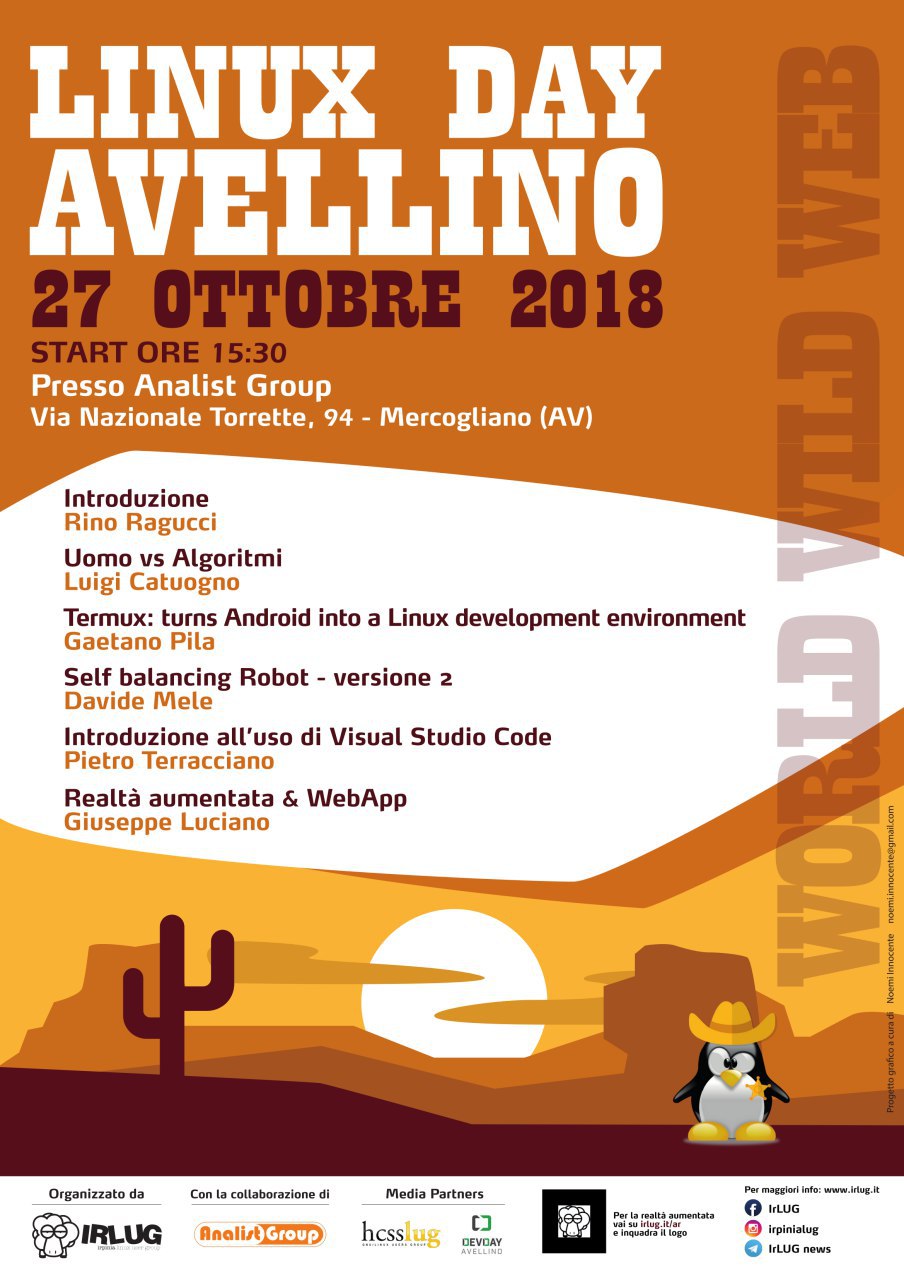 LINUX DAY
AVELLINO
27 OTTOBRE 2018
START ORE 15:30
Presso Analist Group
Via Nazionale Torrette, 94 - Mercogliano (AV)
WORLD WILD WEB
Introduzione
Rino Ragucci
Uomo vs Algoritmi
Luigi Catuogno
Termux: turns Android into a Linux development environment
Gaetano Pila
Self balancing Robot - versione 2
Davide Mele
Introduzione all'uso di Visual Studio Code
Pietro Terracciano
Realtà aumentata & WebApp
Giuseppe Luciano
Progetto grafico a cura di Noemi Innocente noemi.innocente@gmail.com
Organizzato da
IRLUG
Con la collaborazione di
Analist Group
Media Partners
hcsslug
DEVDAY
AVELLINO
Per la realtà aumentata
vai su irlug.it/ar
e inquadra il logo
Per maggiori info: www.irlug.it
IrLUG
irpinialug
IrLUG news